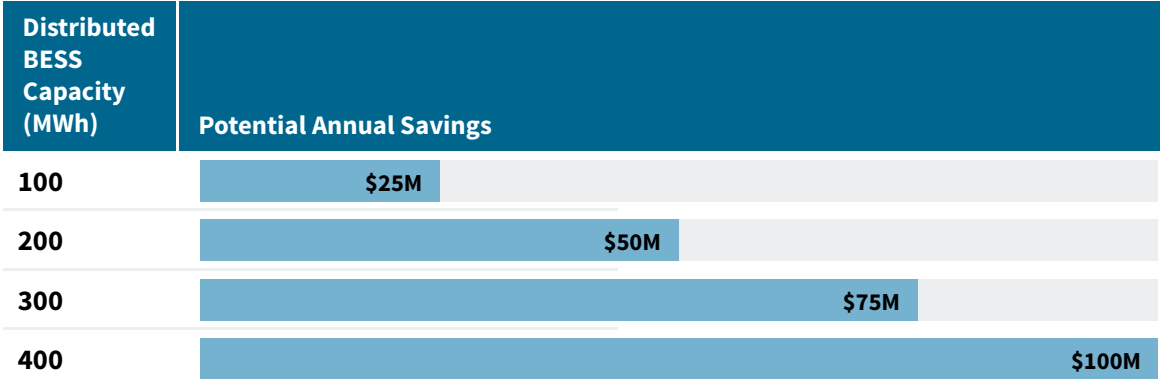 Distributed
BESS
Capacity
(MWh)
Potential Annual Savings
100 $25M
200 $50M
300 $75M
400 $100M